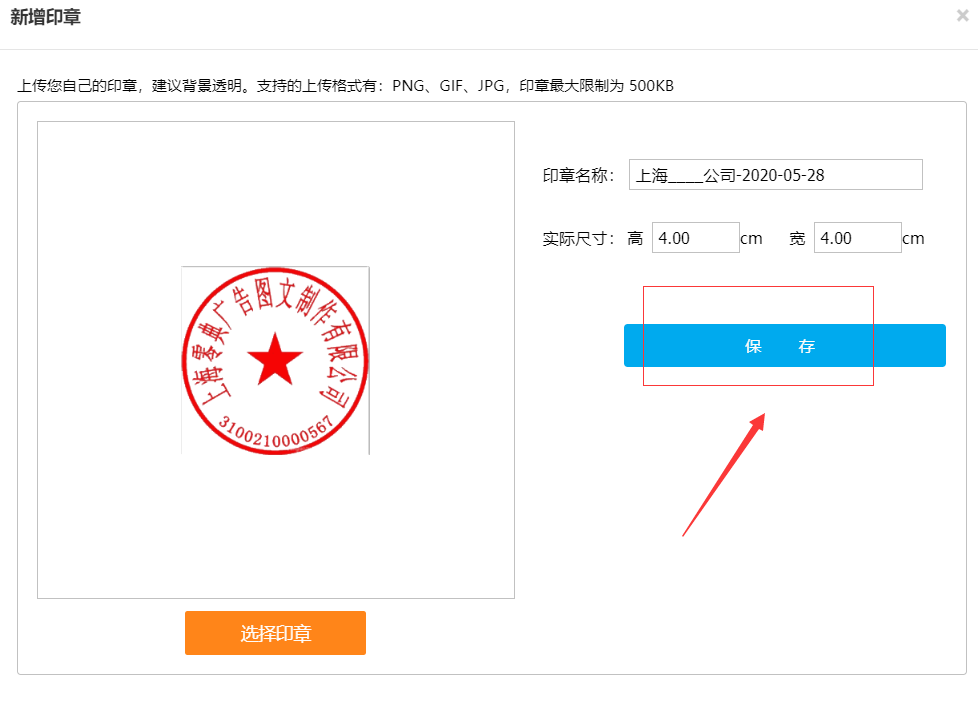 新增印章
×
上传您自己的印章，建议背景透明。支持的上传格式有：PNG、GIF、JPG，印章最大限制为 500KB
印章名称： 上海____公司-2020-05-28
实际尺寸： 高 4.00 cm 宽 4.00 cm
保 存
上海零典广告图文制作有限公司
3100210000567
选择印章